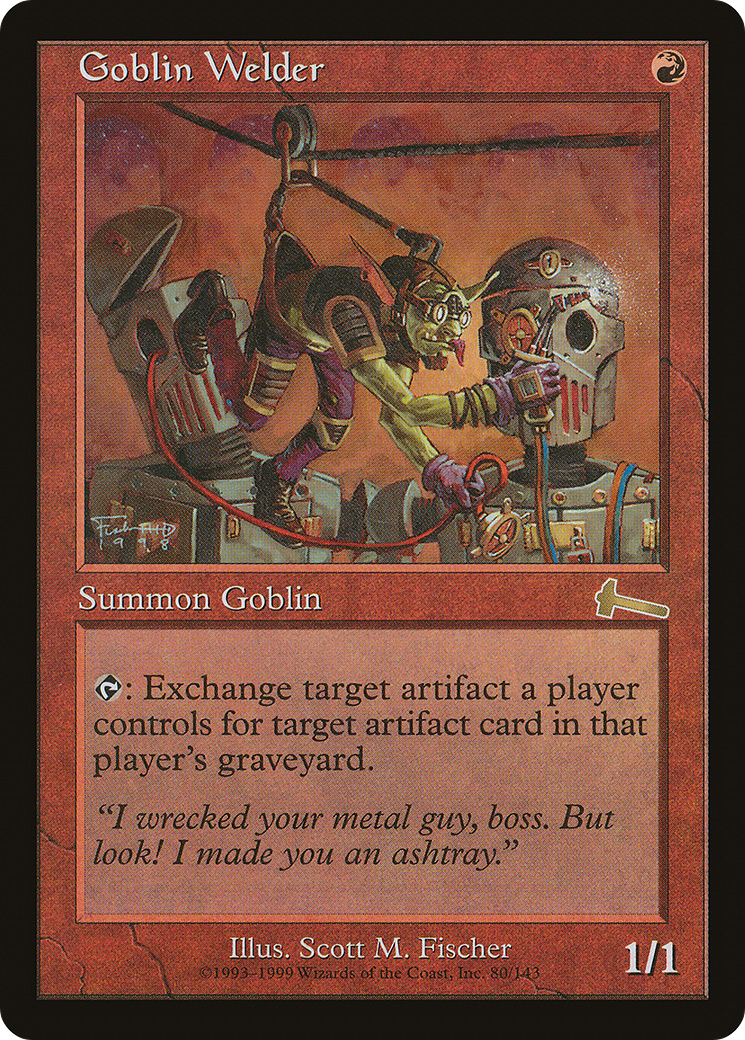 Goblin Welder
1
1998
Summon Goblin
: Exchange target artifact a player
controls for target artifact card in that
player's graveyard.
“I wrecked your metal guy, boss. But
look! I made you an ashtray.”
Illus. Scott M. Fischer
©1993–1999 Wizards of the Coast, Inc. 80/143
1/1